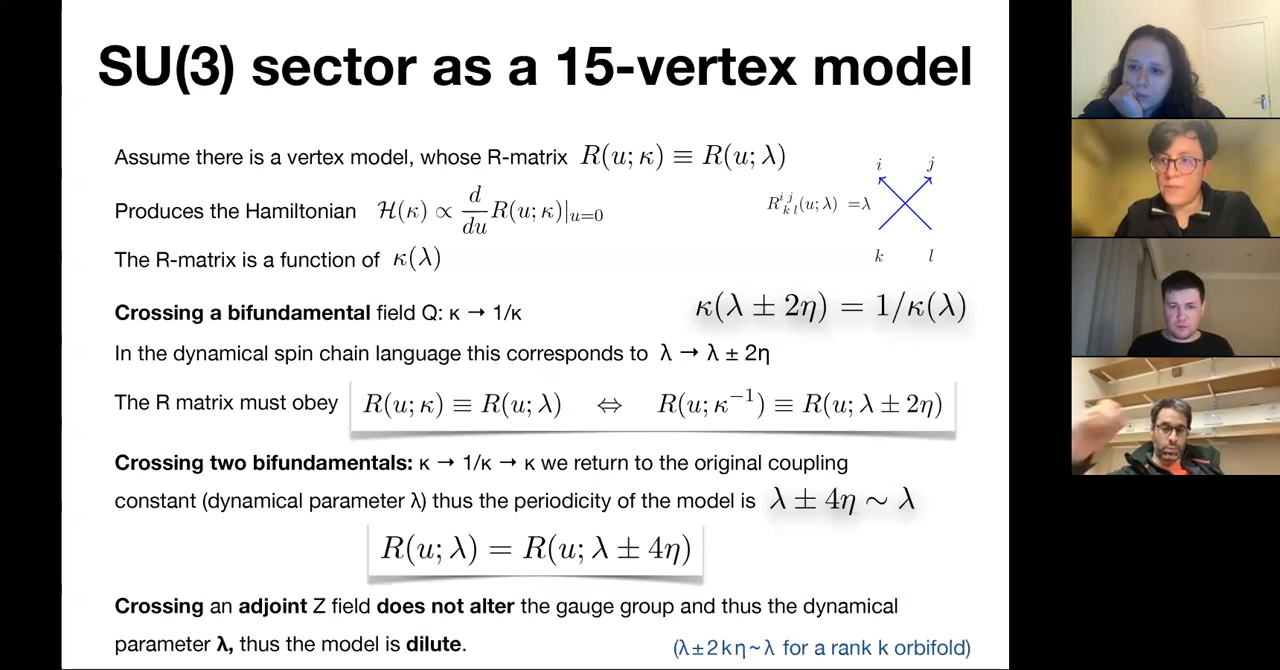 SU(3) sector as a 15-vertex model
Assume there is a vertex model, whose R-matrix R(u; κ) ≡ R(u; λ)
i j
Produces the Hamiltonian H(κ) ∝ d/du R(u; κ)|_{u=0}
R^{i j}_{k l}(u; λ) =λ
k l
The R-matrix is a function of κ(λ)
Crossing a bifundamental field Q: κ → 1/κ
κ(λ ± 2η) = 1/κ(λ)
In the dynamical spin chain language this corresponds to λ → λ ± 2η
The R matrix must obey R(u; κ) ≡ R(u; λ) ⇔ R(u; κ^{-1}) ≡ R(u; λ ± 2η)
Crossing two bifundamentals: κ → 1/κ → κ we return to the original coupling
constant (dynamical parameter λ) thus the periodicity of the model is λ ± 4η ∼ λ
R(u; λ) = R(u; λ ± 4η)
Crossing an adjoint Z field does not alter the gauge group and thus the dynamical
parameter λ, thus the model is dilute.
(λ±2kη~λ for a rank k orbifold)